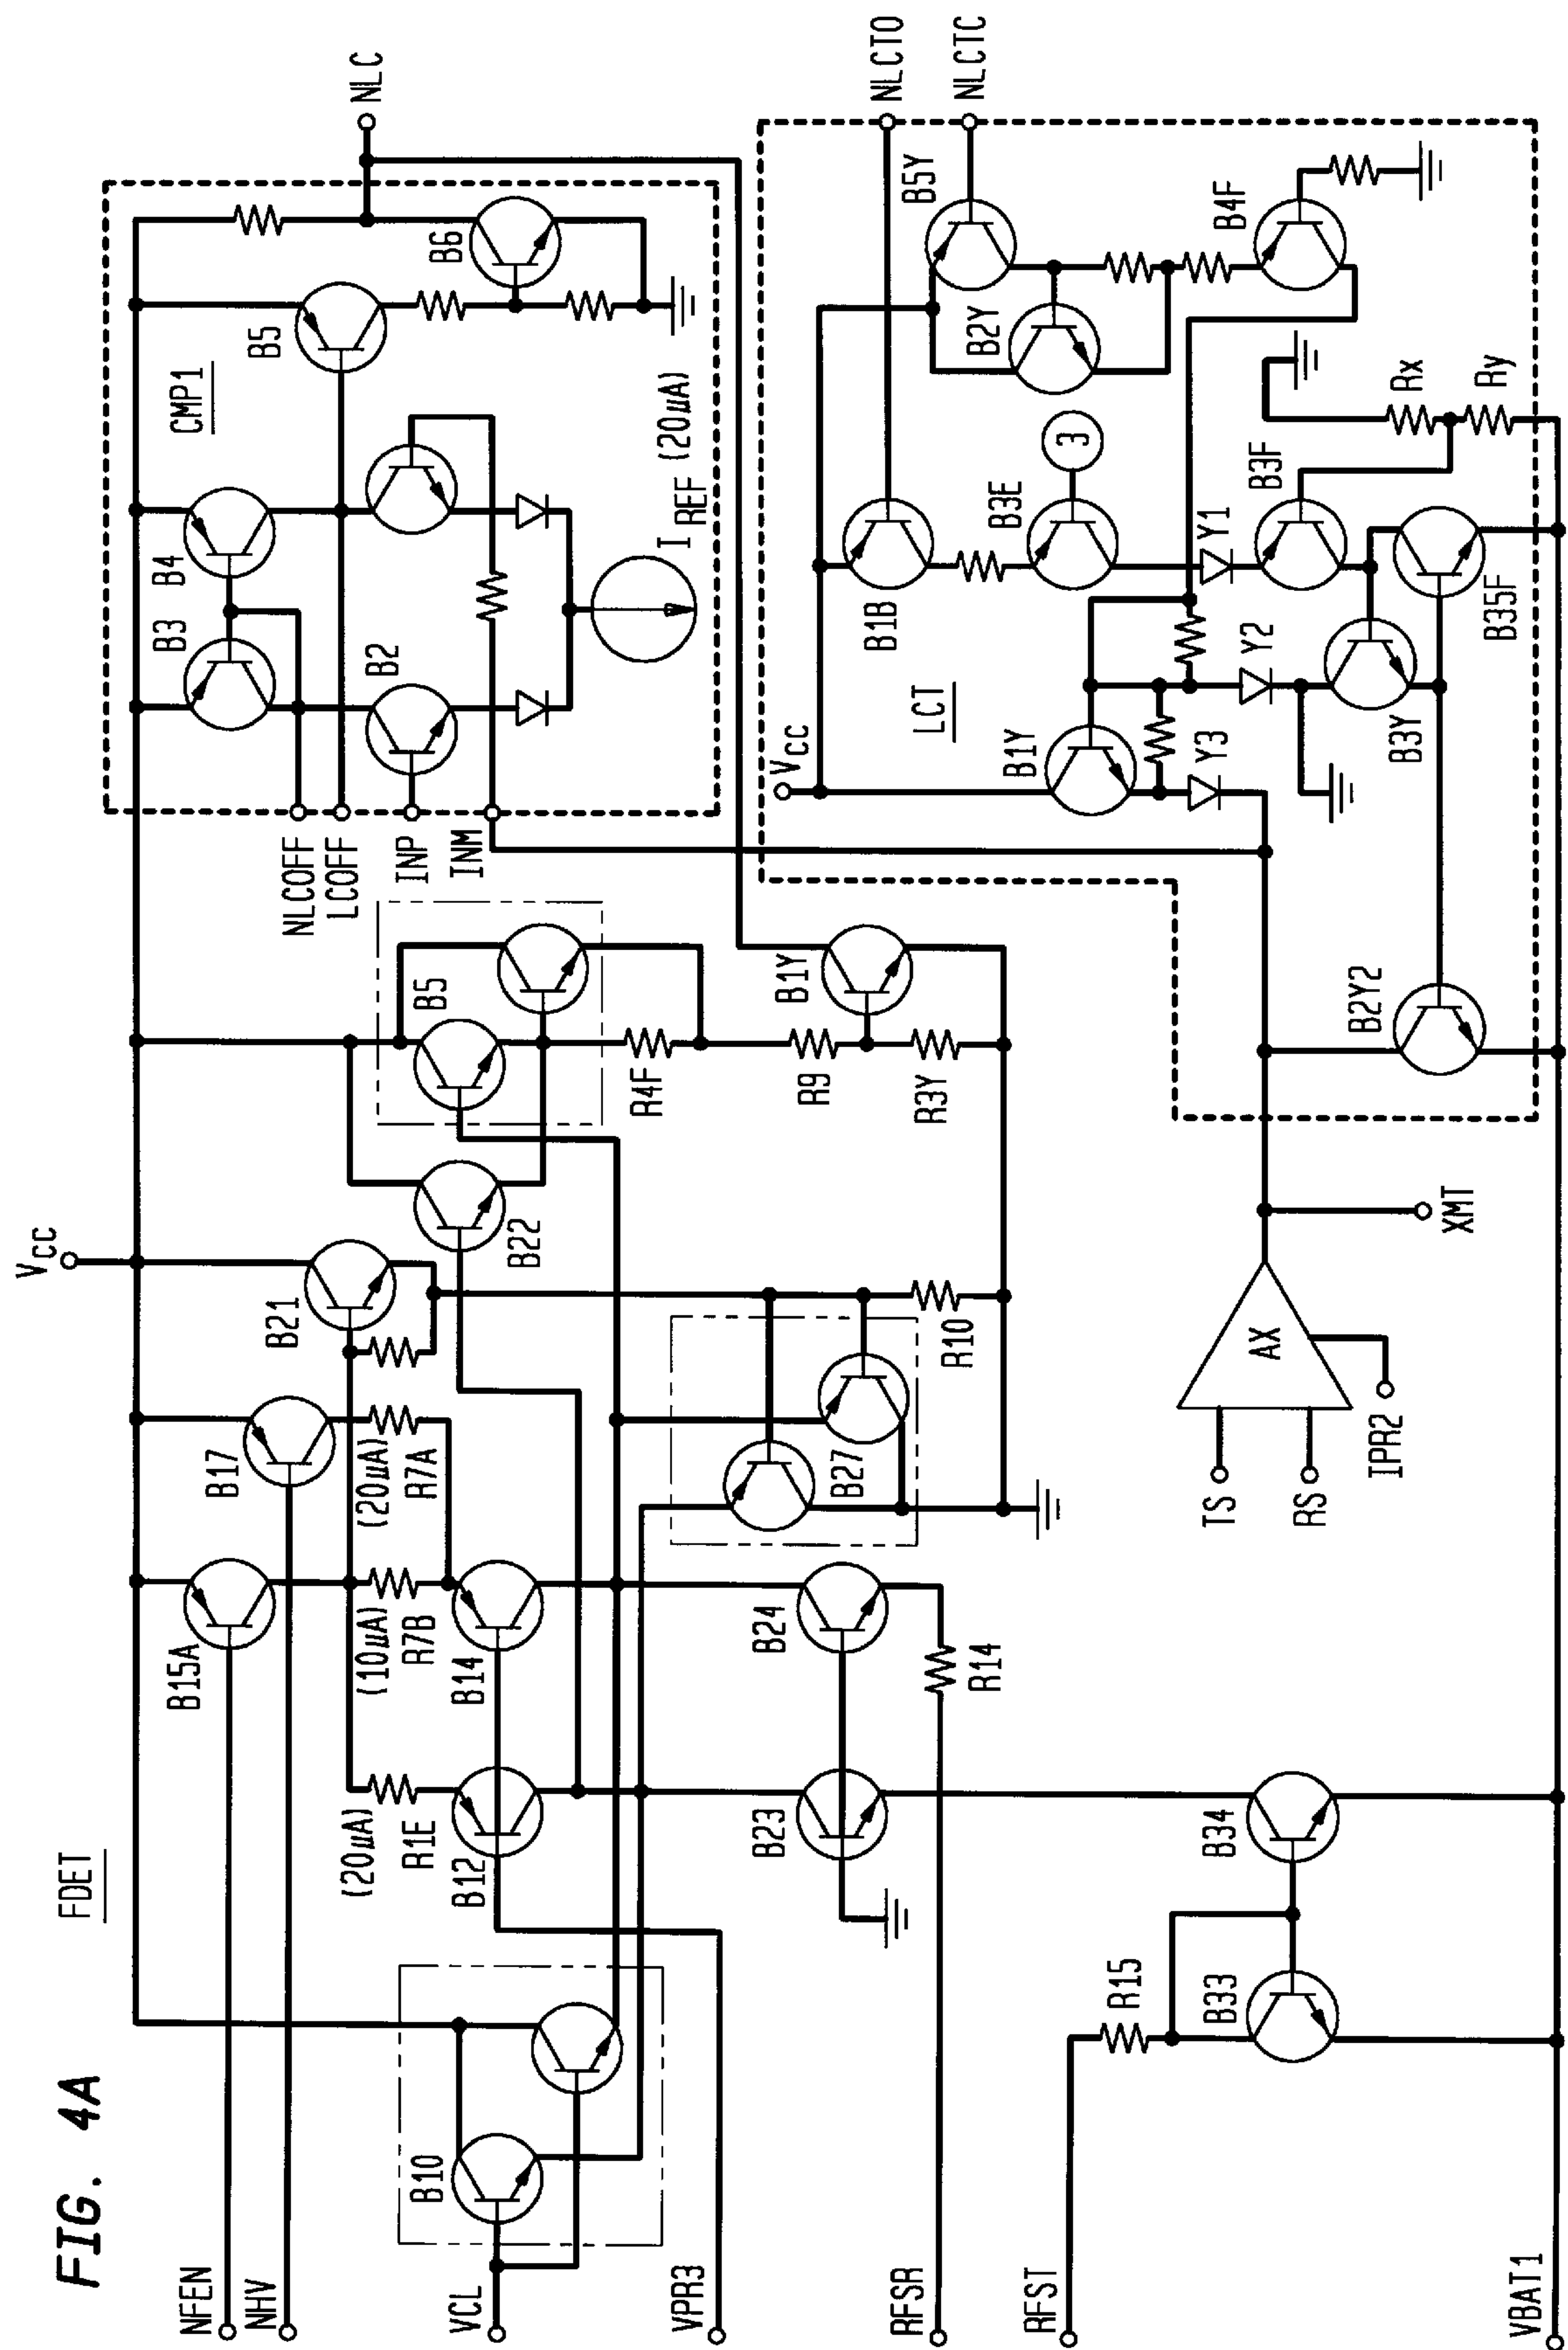 FIG. 4A
FDET
VCC
NFEN
NHV
VCL
VPR3
RFSR
RFST
VBAT1
B10
B15A
B17
B21
(20µA)
R1E
(10µA)
R7B
(20µA)
R7A
B12
B14
B22
B5
R4F
R9
R3Y
B1Y
B23
B24
R14
B27
R10
R15
B33
B34
TS
RS
AX
IPR2
XMT
NLCOFF
LCOFF
INP
INM
CMP1
B3
B4
B5
B6
B2
IREF
(20µA)
NLC
VCC
LCT
B1Y
Y3
Y2
B1B
B3E
3
Y1
B3F
B3Y
B35F
B2Y2
B2Y
B5Y
B4F
Rx
Ry
NLCTO
NLCTC